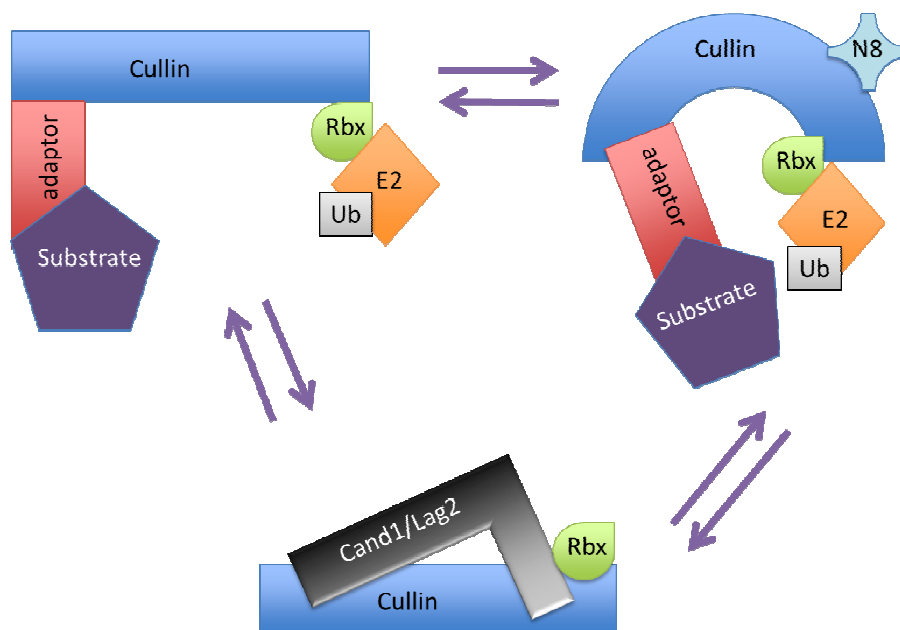 Cullin
adaptor
Rbx
E2
Ub
Substrate
Cullin
N8
adaptor
Rbx
E2
Ub
Substrate
Cand1/Lag2
Rbx
Cullin